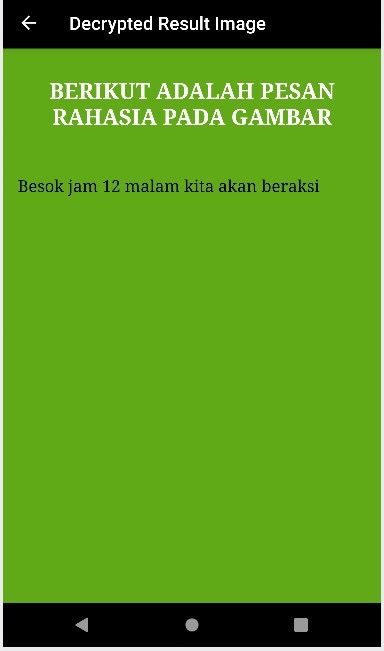 Decrypted Result Image
BERIKUT ADALAH PESAN
RAHASIA PADA GAMBAR
Besok jam 12 malam kita akan beraksi